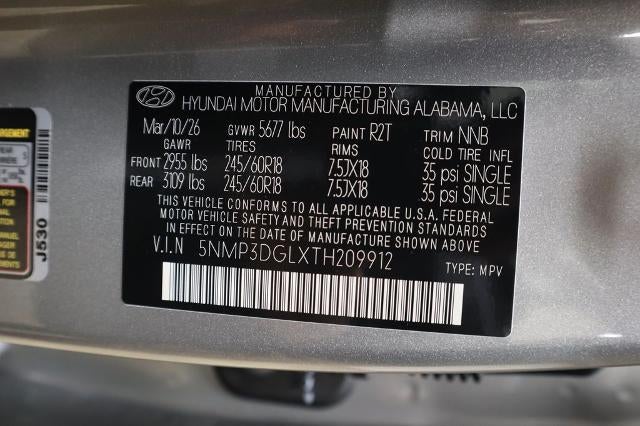 MANUFACTURED BY
HYUNDAI MOTOR MANUFACTURING ALABAMA, LLC
Mar/10/26 GVWR 5677 lbs PAINT R2T TRIM NNB
GAWR TIRES RIMS COLD TIRE INFL
FRONT 2955 lbs 245/60R18 7.5JX18 35 psi SINGLE
REAR 3109 lbs 245/60R18 7.5JX18 35 psi SINGLE
THIS VEHICLE CONFORMS TO ALL APPLICABLE U.S.A. FEDERAL
MOTOR VEHICLE SAFETY AND THEFT PREVENTION STANDARDS
IN EFFECT ON THE DATE OF MANUFACTURE SHOWN ABOVE.
V.I.N 5NMP3DGLXTH209912
TYPE: MPV
J530